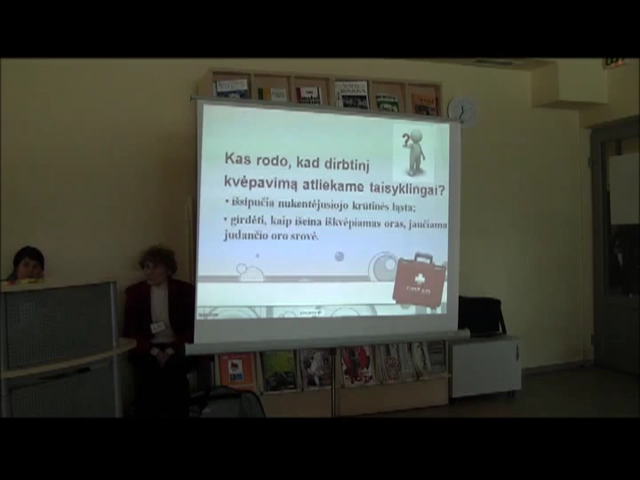 Kas rodo, kad dirbtinį
kvėpavimą atliekame taisyklingai?
• išsipučia nukentėjusiojo krūtinės ląsta;
• girdėti, kaip išeina iškvėpiamas oras, jaučiama
judančio oro srovė.